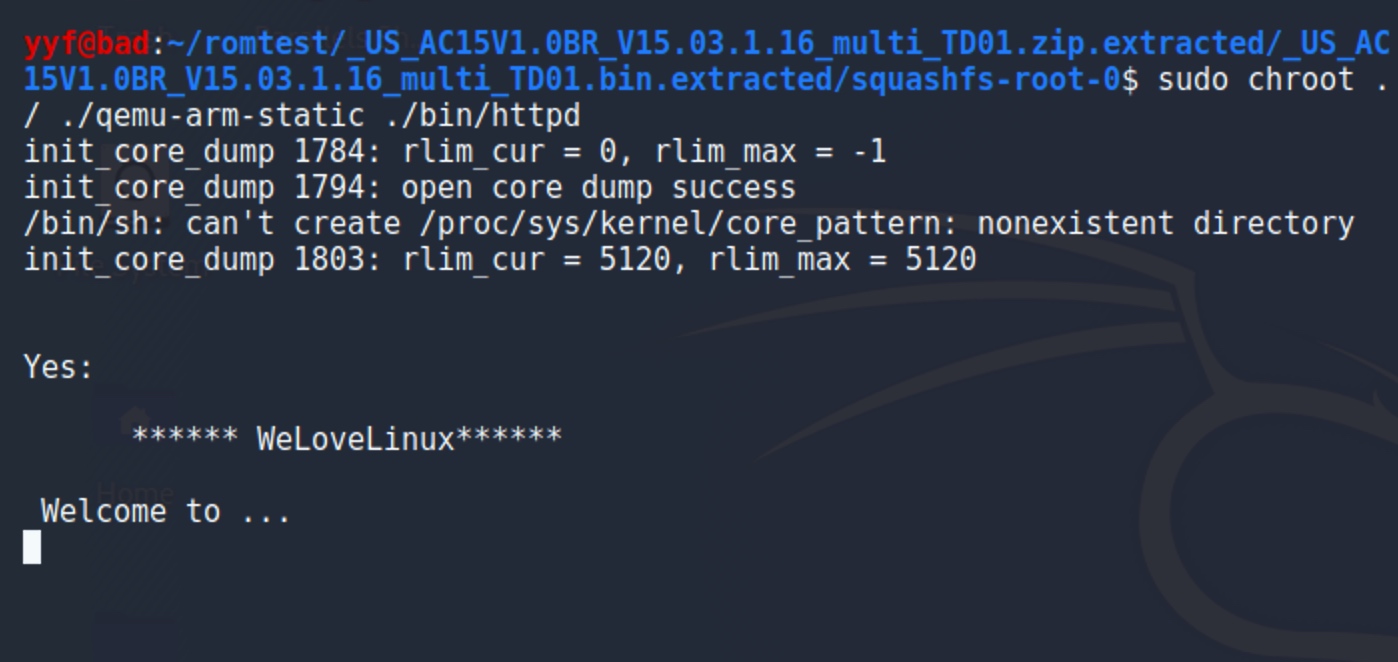 yyf@bad:~/romtest/_US_AC15V1.0BR_V15.03.1.16_multi_TD01.zip.extracted/_US_AC
15V1.0BR_V15.03.1.16_multi_TD01.bin.extracted/squashfs-root-0$ sudo chroot .
/ ./qemu-arm-static ./bin/httpd
init_core_dump 1784: rlim_cur = 0, rlim_max = -1
init_core_dump 1794: open core dump success
/bin/sh: can't create /proc/sys/kernel/core_pattern: nonexistent directory
init_core_dump 1803: rlim_cur = 5120, rlim_max = 5120
Yes:
****** WeLoveLinux******
Home
Welcome to ...